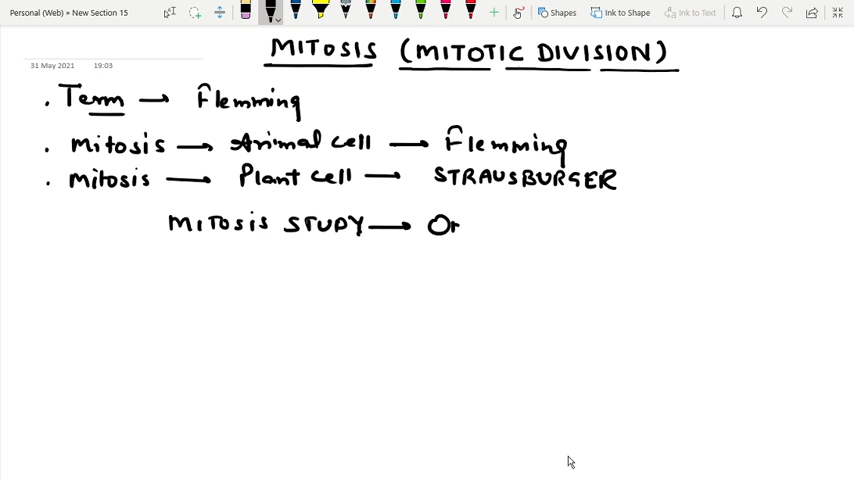 Personal (Web) » New Section 15
Shapes
Ink to Shape
Ink to Text
MITOSIS (MITOTIC DIVISION)
31 May 2021 19:03
. Term → Flemming
. Mitosis → Animal cell → Flemming
. Mitosis → Plant cell → STRAUSBURGER
MITOSIS STUDY → On